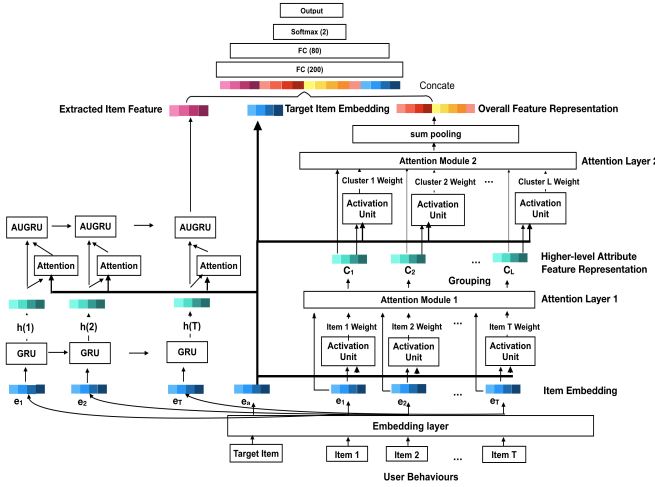 Output
Softmax (2)
FC (80)
FC (200)
Concate
Extracted Item Feature
Target Item Embedding
Overall Feature Representation
sum pooling
Attention Module 2
Attention Layer 2
Cluster 1 Weight
Cluster 2 Weight
...
Cluster L Weight
Activation
Unit
Activation
Unit
Activation
Unit
AUGRU
AUGRU
AUGRU
Attention
Attention
Attention
C1
C2
...
CL
Higher-level Attribute
Feature Representation
Grouping
Attention Module 1
Attention Layer 1
h(1)
h(2)
h(T)
Item 1 Weight
Item 2 Weight
...
Item T Weight
GRU
GRU
GRU
Activation
Unit
Activation
Unit
Activation
Unit
e1
e2
eT
ea
e1
e2
...
eT
Item Embedding
Embedding layer
Target Item
Item 1
Item 2
...
Item T
User Behaviours